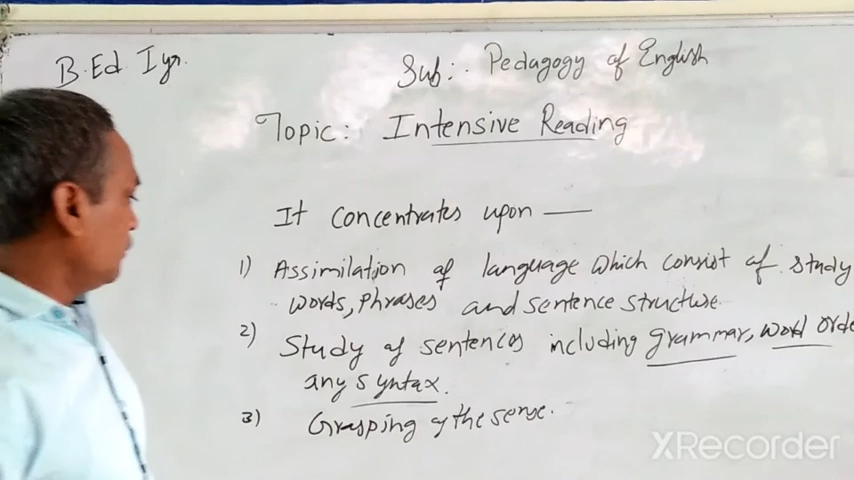 B.Ed I yr.
Sub:. Pedagogy of English
Topic: Intensive Reading
It concentrates upon —
1) Assimilation of language which consist of study
words, phrases and sentence structure.
2) Study of sentences including grammar, word orde
any syntax.
3) Grasping of the sense.
XRecorder